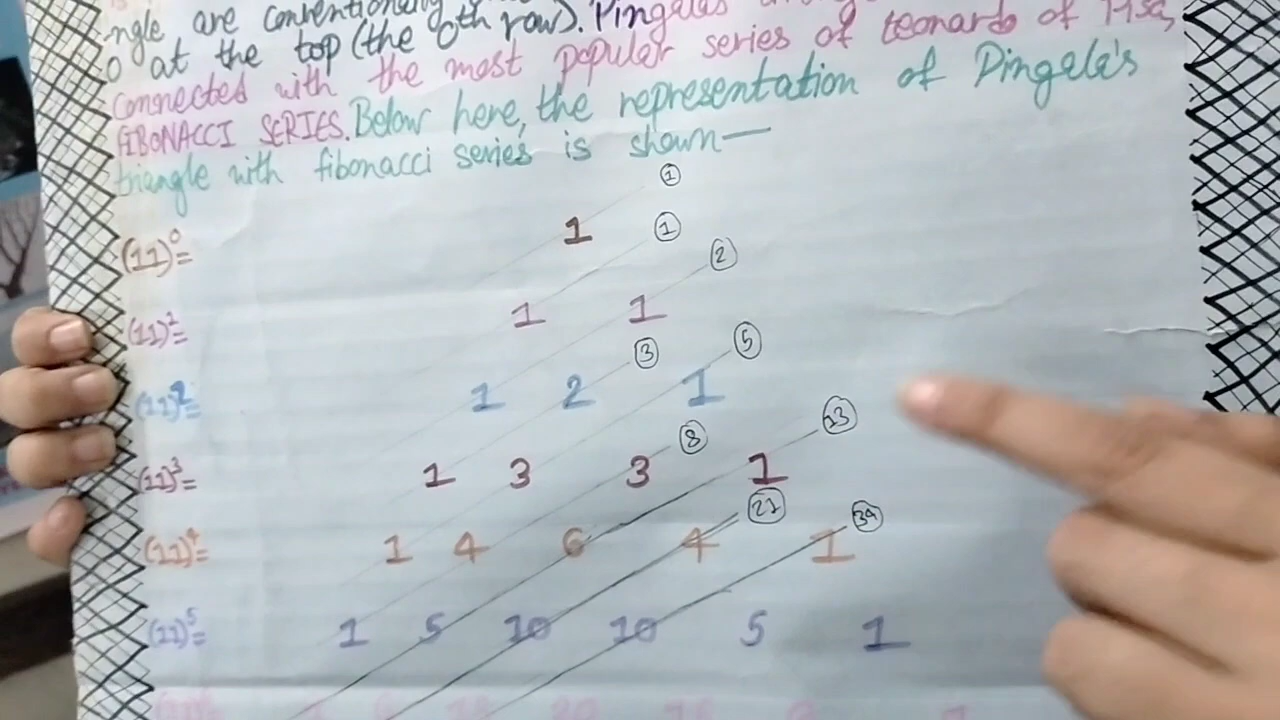 ngle are conventionally
0 at the top (the 0th row). Pingalas
connected with the most popular series of Leonardo of Pisa,
FIBONACCI SERIES. Below here, the representation of Pingala's
triangle with fibonacci series is shown—
①
(11)⁰= 1
①
②
(11)²= 1 1
③ ⑤
(11)²= 1 2 1
⑧ ⑬
(11)³= 1 3 3 1
㉑ ㉞
(11)⁴= 1 4 6 4 1
(11)⁵= 1 5 10 10 5 1